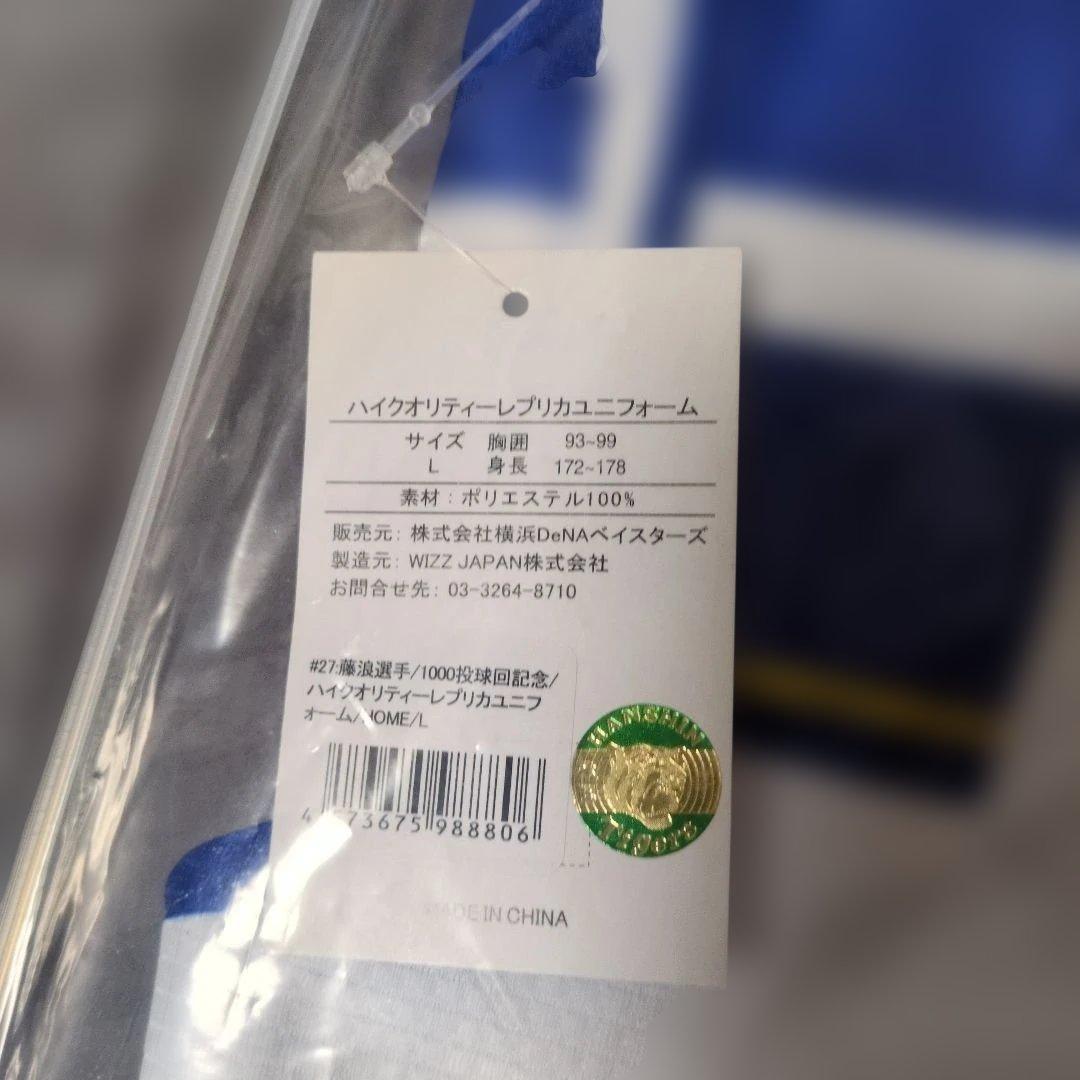 ハイクオリティーレプリカユニフォーム
サイズ 胸囲 93~99
L 身長 172~178
素材：ポリエステル100%
販売元：株式会社横浜DeNAベイスターズ
製造元：WIZZ JAPAN株式会社
お問合せ先：03-3264-8710
#27:藤浪選手/1000投球回記念/
ハイクオリティーレプリカユニフ
ォーム/HOME/L
4573675988806
HANSHIN
Tigers
MADE IN CHINA